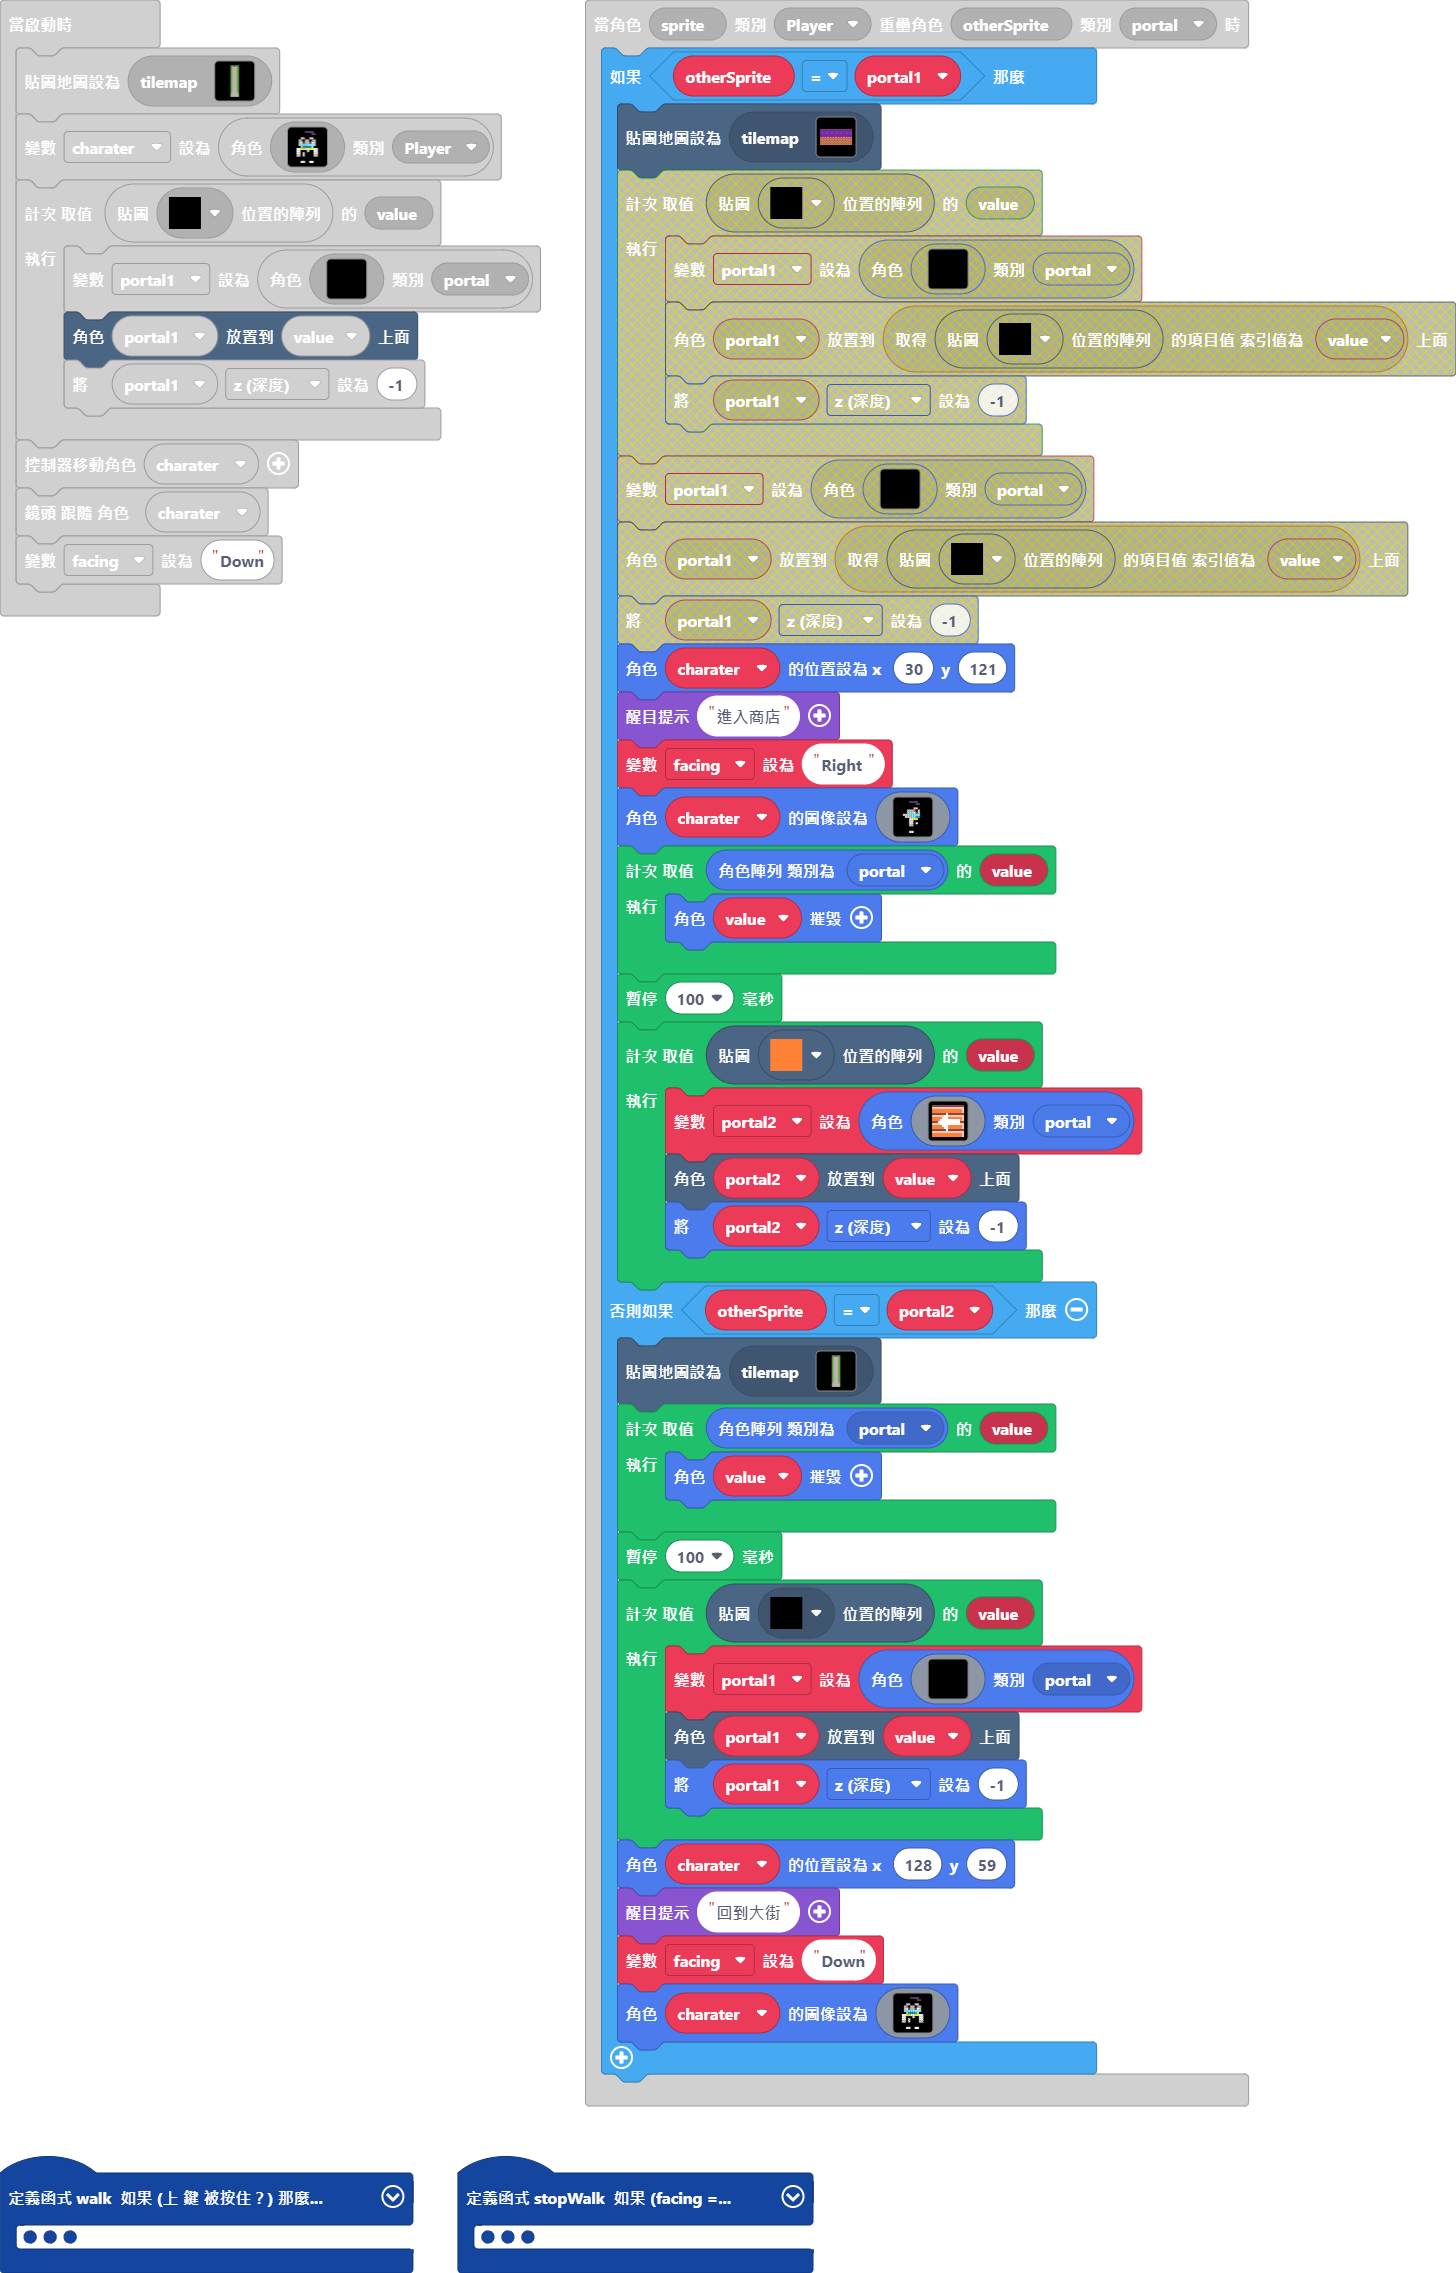 當啟動時
貼圖地圖設為 tilemap
變數 charater 設為 角色 類別 Player
計次 取值 貼圖 位置的陣列 的 value
執行
變數 portal1 設為 角色 類別 portal
角色 portal1 放置到 value 上面
將 portal1 z (深度) 設為 -1
控制器移動角色 charater
鏡頭 跟隨 角色 charater
變數 facing 設為 "Down"
當角色 sprite 類別 Player 重疊角色 otherSprite 類別 portal 時
如果 otherSprite = portal1 那麼
貼圖地圖設為 tilemap
計次 取值 貼圖 位置的陣列 的 value
執行
變數 portal1 設為 角色 類別 portal
角色 portal1 放置到 取得 貼圖 位置的陣列 的項目值 索引值為 value 上面
將 portal1 z (深度) 設為 -1
變數 portal1 設為 角色 類別 portal
角色 portal1 放置到 取得 貼圖 位置的陣列 的項目值 索引值為 value 上面
將 portal1 z (深度) 設為 -1
角色 charater 的位置設為 x 30 y 121
醒目提示 "進入商店"
變數 facing 設為 "Right"
角色 charater 的圖像設為
計次 取值 角色陣列 類別為 portal 的 value
執行
角色 value 摧毀
暫停 100 毫秒
計次 取值 貼圖 位置的陣列 的 value
執行
變數 portal2 設為 角色 類別 portal
角色 portal2 放置到 value 上面
將 portal2 z (深度) 設為 -1
否則如果 otherSprite = portal2 那麼
貼圖地圖設為 tilemap
計次 取值 角色陣列 類別為 portal 的 value
執行
角色 value 摧毀
暫停 100 毫秒
計次 取值 貼圖 位置的陣列 的 value
執行
變數 portal1 設為 角色 類別 portal
角色 portal1 放置到 value 上面
將 portal1 z (深度) 設為 -1
角色 charater 的位置設為 x 128 y 59
醒目提示 "回到大街"
變數 facing 設為 "Down"
角色 charater 的圖像設為
定義函式 walk 如果 (上 鍵 被按住？) 那麼...
定義函式 stopWalk 如果 (facing =...